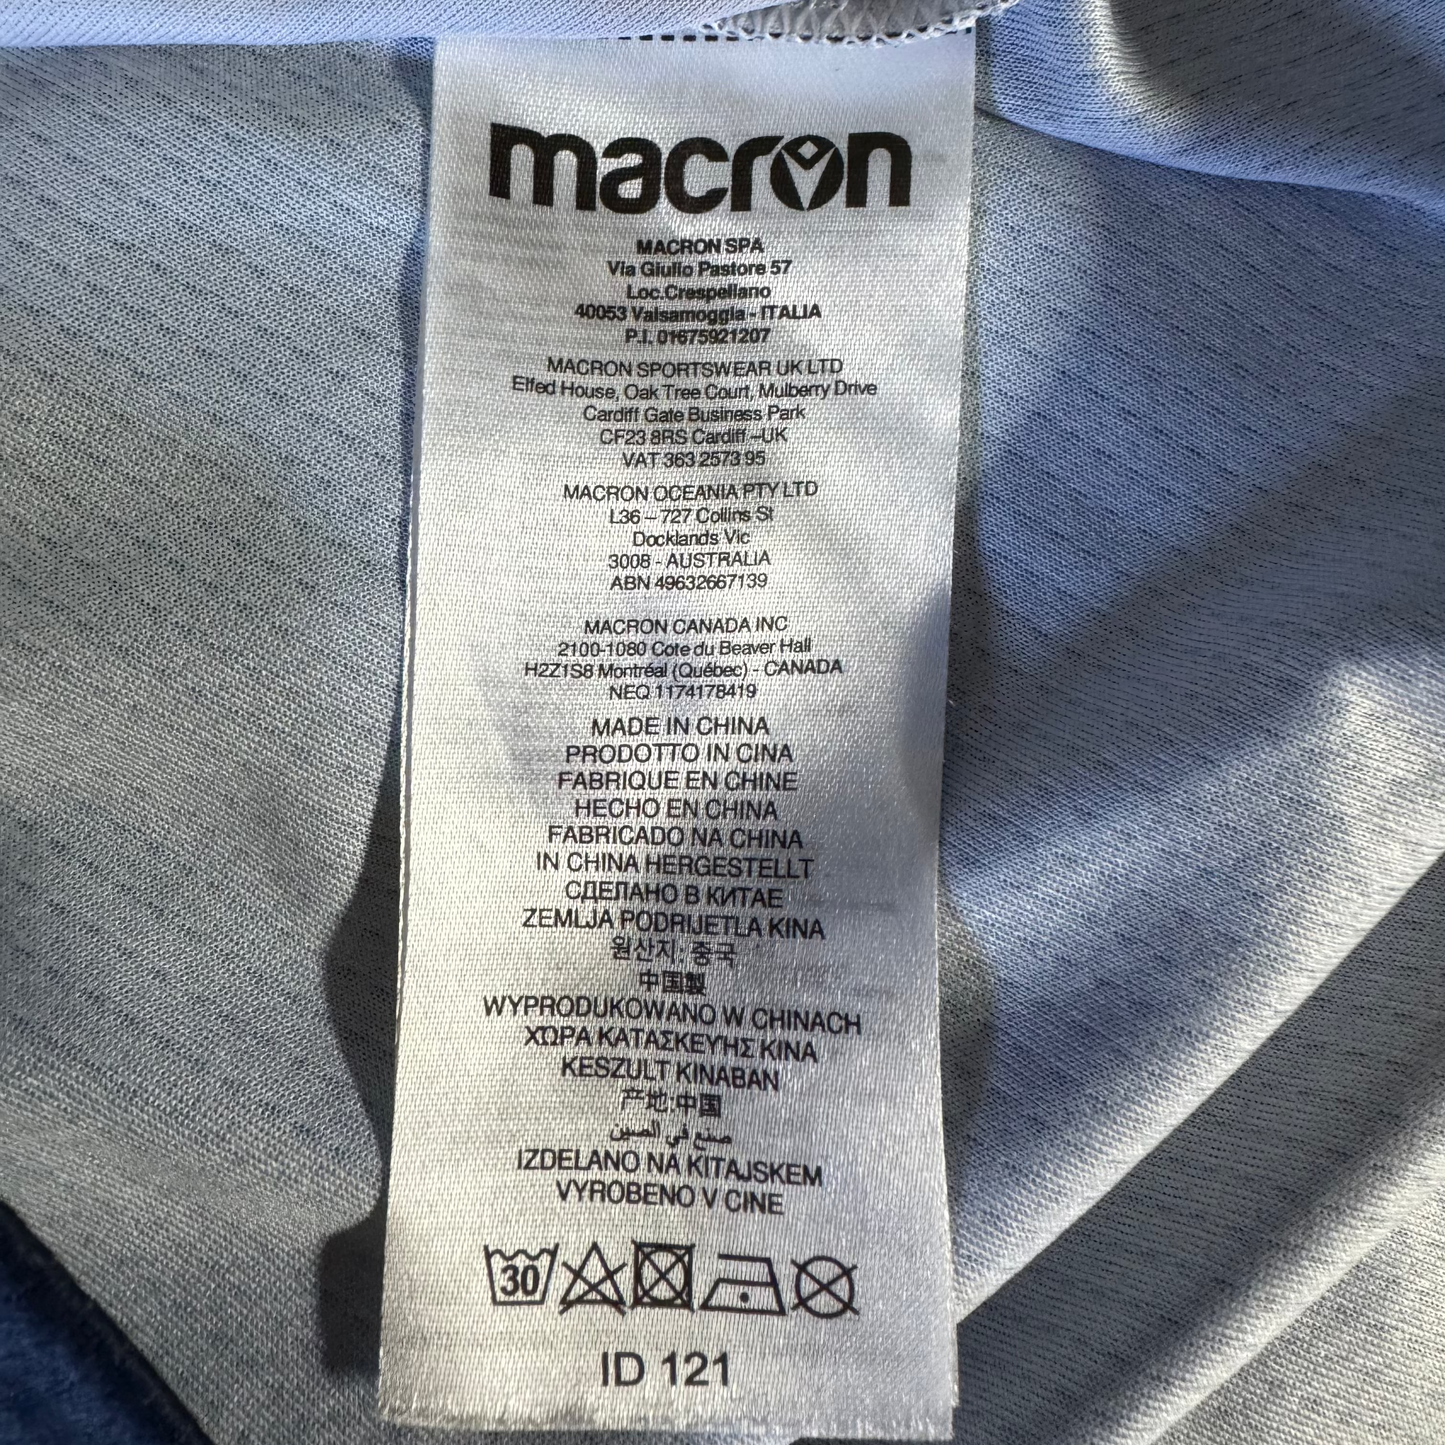 macron
MACRON SPA
Via Giulio Pastore 57
Loc.Crespellano
40053 Valsamoggia - ITALIA
P.I. 01675921207
MACRON SPORTSWEAR UK LTD
Elfed House, Oak Tree Court, Mulberry Drive
Cardiff Gate Business Park
CF23 8RS Cardiff –UK
VAT 363 2573 95
MACRON OCEANIA PTY LTD
L36 – 727 Collins St
Docklands Vic
3008 - AUSTRALIA
ABN 49632667139
MACRON CANADA INC
2100-1080 Cote du Beaver Hall
H2Z1S8 Montréal (Québec) - CANADA
NEQ 1174178419
MADE IN CHINA
PRODOTTO IN CINA
FABRIQUE EN CHINE
HECHO EN CHINA
FABRICADO NA CHINA
IN CHINA HERGESTELLT
СДЕЛАНО В КИТАЕ
ZEMLJA PODRIJETLA KINA
원산지: 중국
中国製
WYPRODUKOWANO W CHINACH
ΧΏΡΑ ΚΑΤΑΣΚΕΥΉΣ ΚΙΝΑ
KESZULT KINABAN
产地:中国
صنع في الصين
IZDELANO NA KITAJSKEM
VYROBENO V CINE
30
ID 121